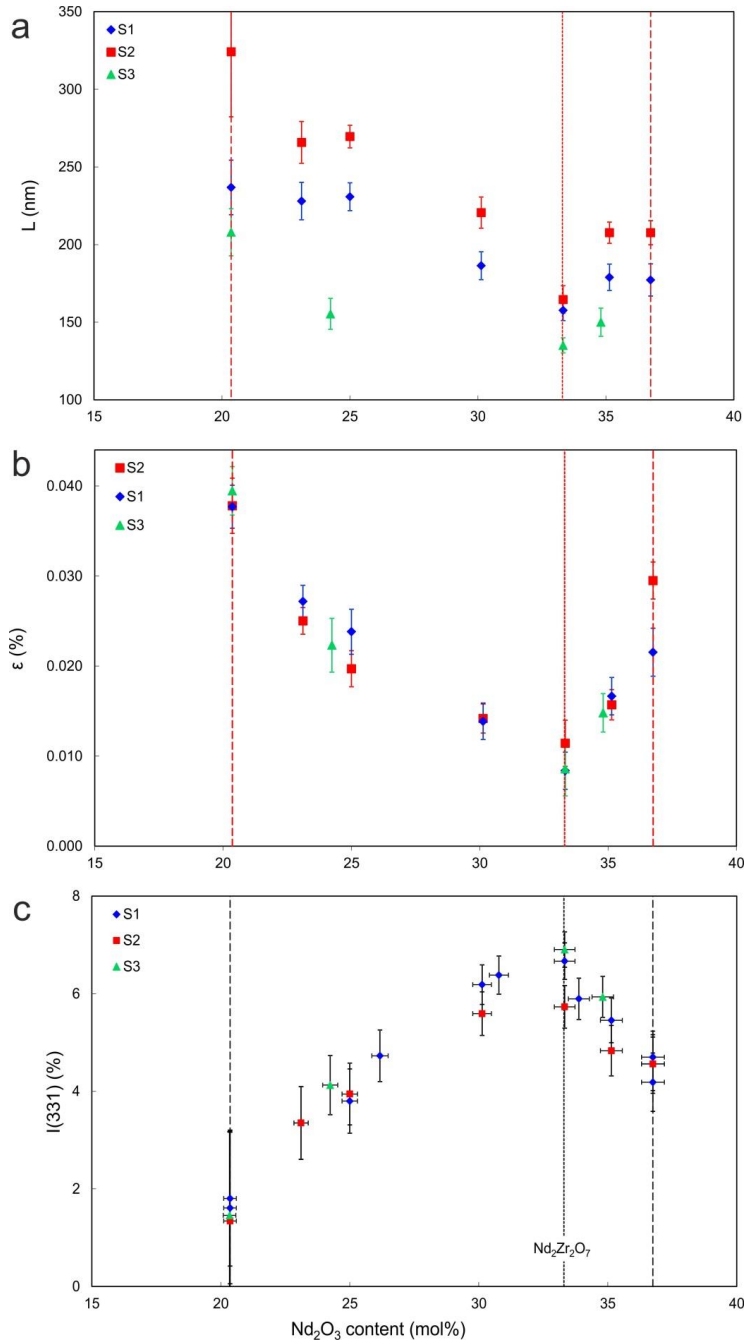 a
350
300
250
200
150
100
L (nm)
S1
S2
S3
15 20 25 30 35 40
b
0.040
0.030
0.020
0.010
0.000
ε (%)
S2
S1
S3
15 20 25 30 35 40
c
8
6
4
2
0
I(331) (%)
S1
S2
S3
Nd₂Zr₂O₇
15 20 25 30 35 40
Nd₂O₃ content (mol%)